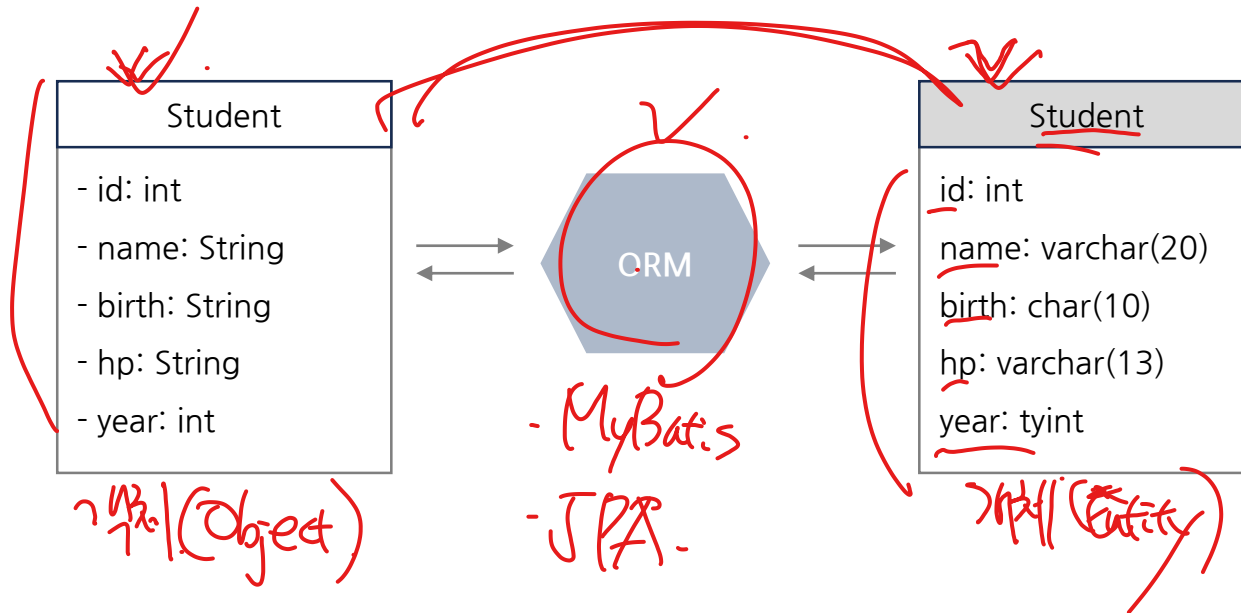 Student
- id: int
- name: String
- birth: String
- hp: String
- year: int
객체(Object)
ORM
- MyBatis
- JPA.
Student
id: int
name: varchar(20)
birth: char(10)
hp: varchar(13)
year: tyint
개체(Entity)